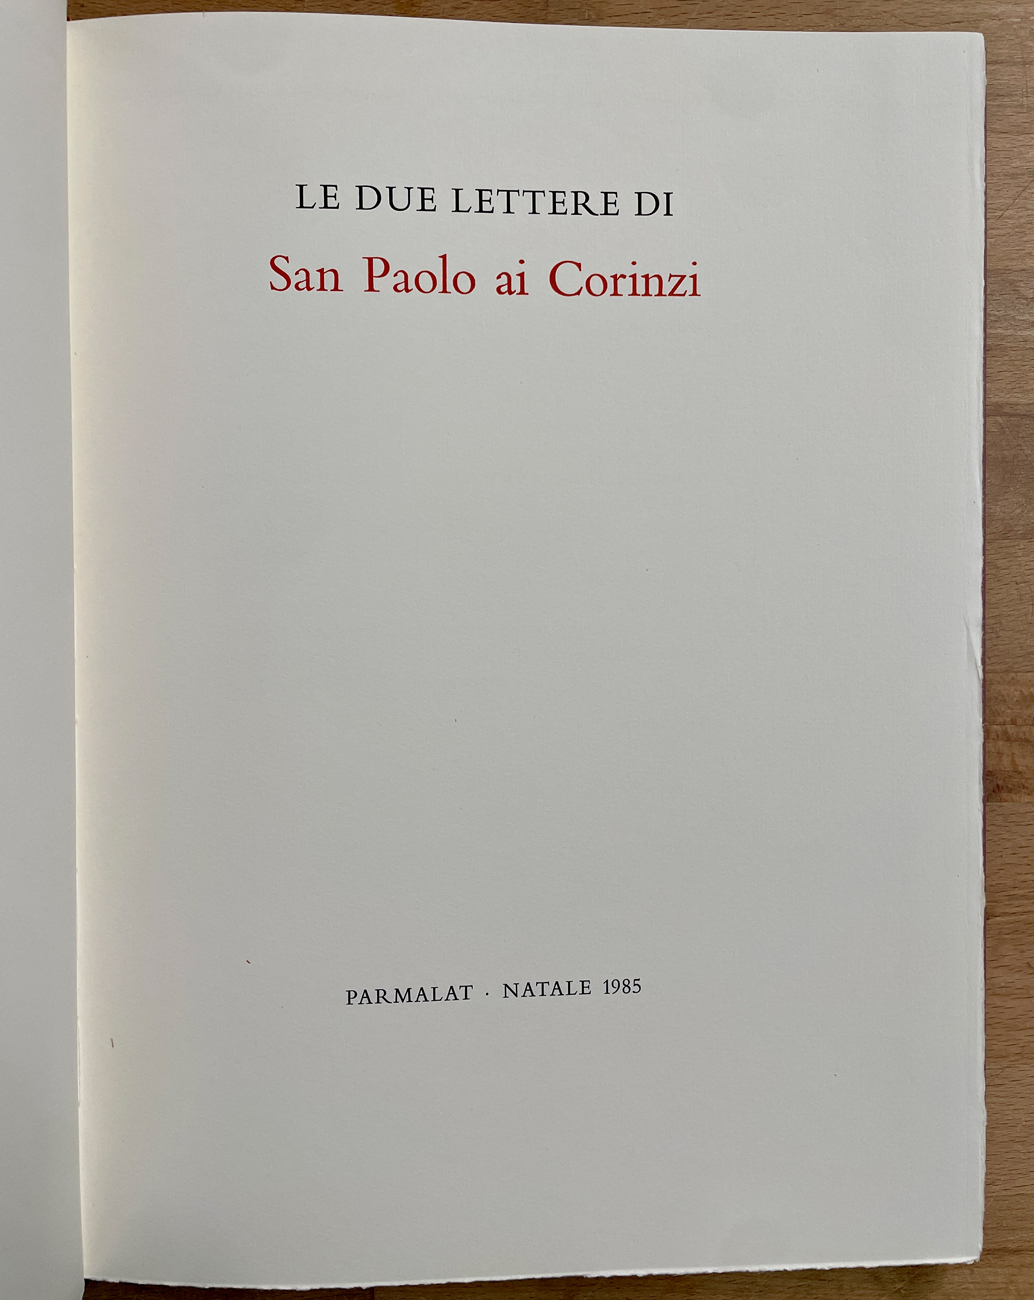 LE DUE LETTERE DI
San Paolo ai Corinzi
PARMALAT · NATALE 1985